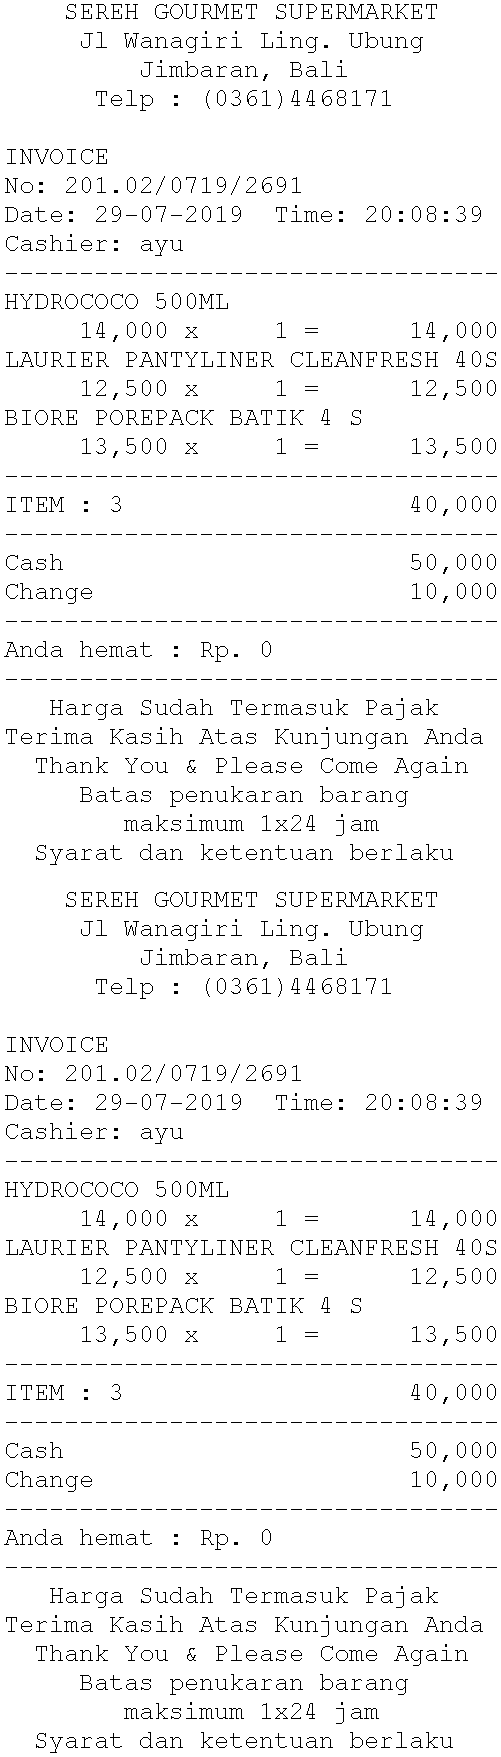 SEREH GOURMET SUPERMARKET
Jl Wanagiri Ling. Ubung
Jimbaran, Bali
Telp : (0361)4468171
INVOICE
No: 201.02/0719/2691
Date: 29-07-2019  Time: 20:08:39
Cashier: ayu
---------------------------------
HYDROCOCO 500ML
14,000 x     1 =      14,000
LAURIER PANTYLINER CLEANFRESH 40S
12,500 x     1 =      12,500
BIORE POREPACK BATIK 4 S
13,500 x     1 =      13,500
---------------------------------
ITEM : 3                   40,000
---------------------------------
Cash                       50,000
Change                     10,000
---------------------------------
Anda hemat : Rp. 0
---------------------------------
Harga Sudah Termasuk Pajak
Terima Kasih Atas Kunjungan Anda
Thank You & Please Come Again
Batas penukaran barang
maksimum 1x24 jam
Syarat dan ketentuan berlaku
SEREH GOURMET SUPERMARKET
Jl Wanagiri Ling. Ubung
Jimbaran, Bali
Telp : (0361)4468171
INVOICE
No: 201.02/0719/2691
Date: 29-07-2019  Time: 20:08:39
Cashier: ayu
---------------------------------
HYDROCOCO 500ML
14,000 x     1 =      14,000
LAURIER PANTYLINER CLEANFRESH 40S
12,500 x     1 =      12,500
BIORE POREPACK BATIK 4 S
13,500 x     1 =      13,500
---------------------------------
ITEM : 3                   40,000
---------------------------------
Cash                       50,000
Change                     10,000
---------------------------------
Anda hemat : Rp. 0
---------------------------------
Harga Sudah Termasuk Pajak
Terima Kasih Atas Kunjungan Anda
Thank You & Please Come Again
Batas penukaran barang
maksimum 1x24 jam
Syarat dan ketentuan berlaku